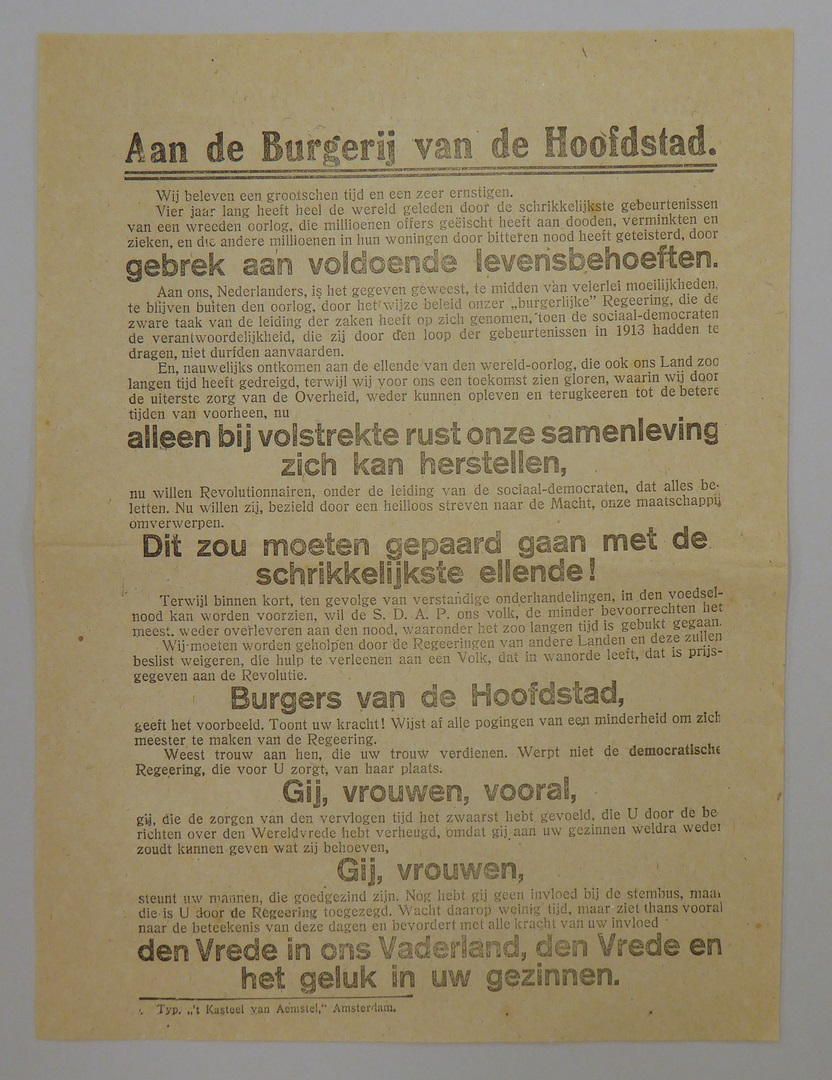 Aan de Burgerij van de Hoofdstad.
Wij beleven een grootschen tijd en een zeer ernstigen.
Vier jaar lang heeft heel de wereld geleden door de schrikkelijkste gebeurtenissen
van een wreeden oorlog, die millioenen offers geëischt heeft aan dooden, verminkten en
zieken, en die andere millioenen in hun woningen door bitteren nood heeft geteisterd, door
gebrek aan voldoende levensbehoeften.
Aan ons, Nederlanders, is het gegeven geweest, te midden van velerlei moeilijkheden,
te blijven buiten den oorlog, door het wijze beleid onzer „burgerlijke” Regeering, die de
zware taak van de leiding der zaken heeft op zich genomen, toen de sociaal-democraten
de verantwoordelijkheid, die zij door den loop der gebeurtenissen in 1913 hadden te
dragen, niet durfden aanvaarden.
En, nauwelijks ontkomen aan de ellende van den wereld-oorlog, die ook ons Land zoo
langen tijd heeft gedreigd, terwijl wij voor ons een toekomst zien gloren, waarin wij door
de uiterste zorg van de Overheid, weder kunnen opleven en terugkeeren tot de betere
tijden van voorheen, nu
alleen bij volstrekte rust onze samenleving
zich kan herstellen,
nu willen Revolutionnairen, onder de leiding van de sociaal-democraten, dat alles be-
letten. Nu willen zij, bezield door een heilloos streven naar de Macht, onze maatschappij
omverwerpen.
Dit zou moeten gepaard gaan met de
schrikkelijkste ellende!
Terwijl binnen kort, ten gevolge van verstandige onderhandelingen, in den voedsel-
nood kan worden voorzien, wil de S. D. A. P. ons volk, de minder bevoorrechten het
meest, weder overleveren aan den nood, waaronder het zoo langen tijd is gebukt gegaan.
Wij moeten worden geholpen door de Regeeringen van andere Landen en deze zullen
beslist weigeren, die hulp te verleenen aan een Volk, dat in wanorde leeft, dat is prijs-
gegeven aan de Revolutie.
Burgers van de Hoofdstad,
geeft het voorbeeld. Toont uw kracht! Wijst af alle pogingen van een minderheid om zich
meester te maken van de Regeering.
Weest trouw aan hen, die uw trouw verdienen. Werpt niet de democratische
Regeering, die voor U zorgt, van haar plaats.
Gij, vrouwen, vooral,
gij, die de zorgen van den vervlogen tijd het zwaarst hebt gevoeld, die U door de be
richten over den Wereldvrede hebt verheugd, omdat gij aan uw gezinnen weldra weder
zoudt kunnen geven wat zij behoeven,
Gij, vrouwen,
steunt uw mannen, die goedgezind zijn. Nog hebt gij geen invloed bij de stembus, maar
die is U door de Regeering toegezegd. Wacht daarop weinig tijd, maar ziet thans vooral
naar de beteekenis van deze dagen en bevordert met alle kracht van uw invloed
den Vrede in ons Vaderland, den Vrede en
het geluk in uw gezinnen.
Typ. „'t Kasteel van Aemstel,” Amsterdam.